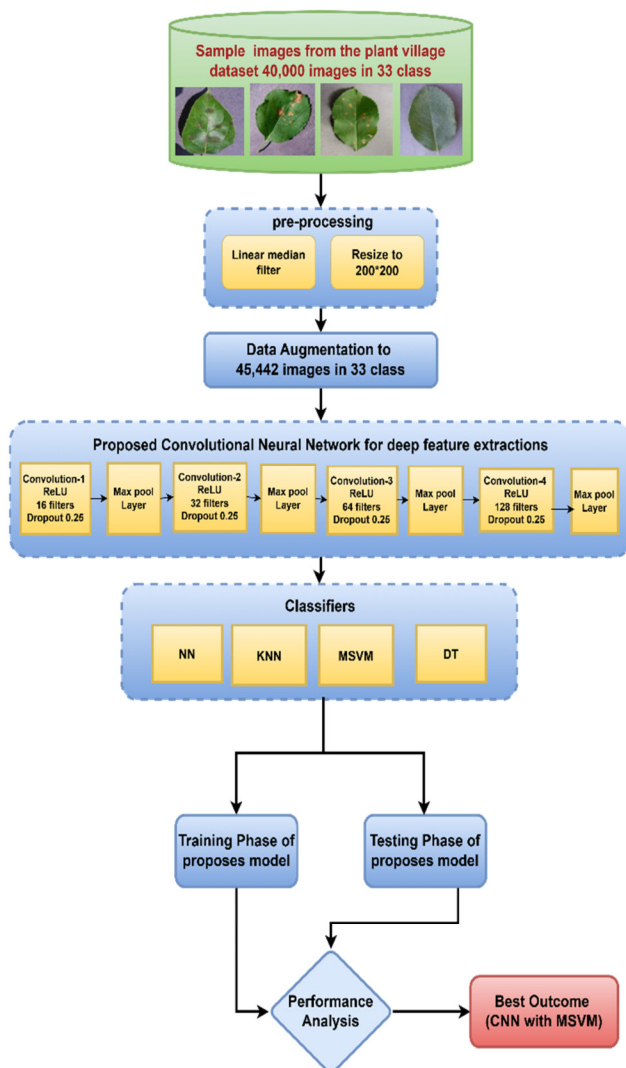 Sample images from the plant village
dataset 40,000 images in 33 class
pre-processing
Linear median
filter
Resize to
200*200
Data Augmentation to
45,442 images in 33 class
Proposed Convolutional Neural Network for deep feature extractions
Convolution-1
ReLU
16 filters
Dropout 0.25
Max pool
Layer
Convolution-2
ReLU
32 filters
Dropout 0.25
Max pool
Layer
Convolution-3
ReLU
64 filters
Dropout 0.25
Max pool
Layer
Convolution-4
ReLU
128 filters
Dropout 0.25
Max pool
Layer
Classifiers
NN
KNN
MSVM
DT
Training Phase of
proposes model
Testing Phase of
proposes model
Performance
Analysis
Best Outcome
(CNN with MSVM)